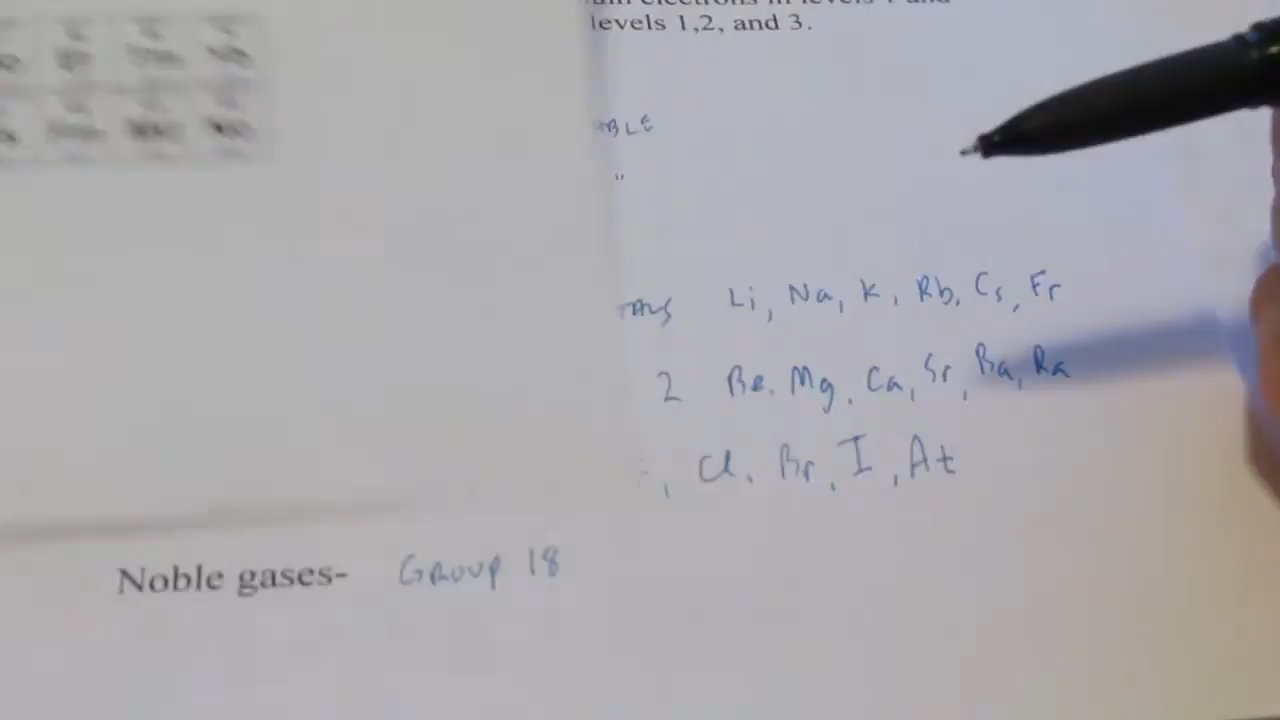 levels 1,2, and 3.
BLE
"
Li, Na, K, Rb, Cs, Fr
2 Be, Mg, Ca, Sr, Ba, Ra
, Cl, Br, I, At
Noble gases- GROUP 18